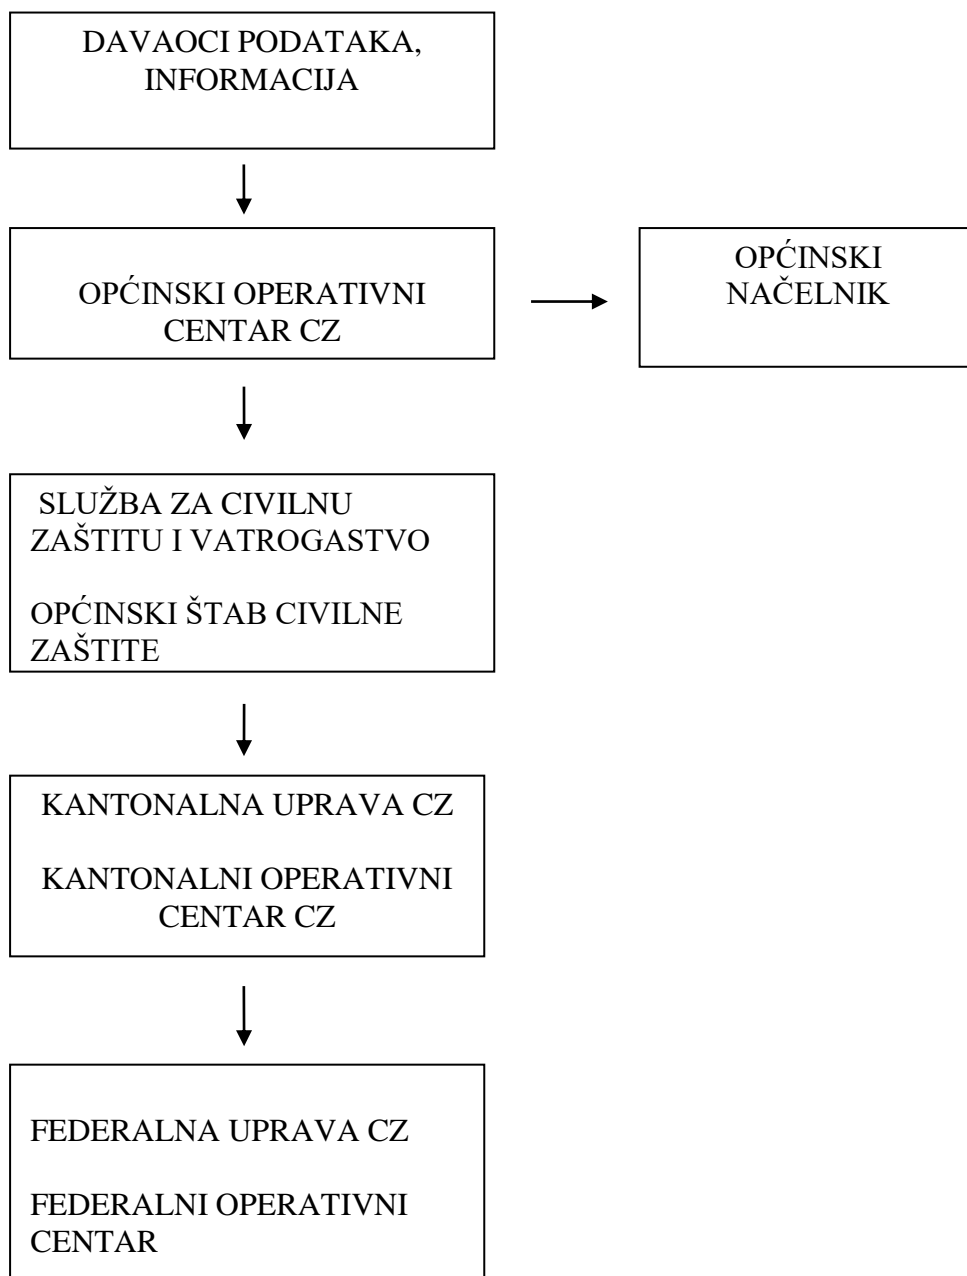 DAVAOCI PODATAKA,
INFORMACIJA
OPĆINSKI OPERATIVNI
CENTAR CZ
OPĆINSKI
NAČELNIK
SLUŽBA ZA CIVILNU
ZAŠTITU I VATROGASTVO
OPĆINSKI ŠTAB CIVILNE
ZAŠTITE
KANTONALNA UPRAVA CZ
KANTONALNI OPERATIVNI
CENTAR CZ
FEDERALNA UPRAVA CZ
FEDERALNI OPERATIVNI
CENTAR